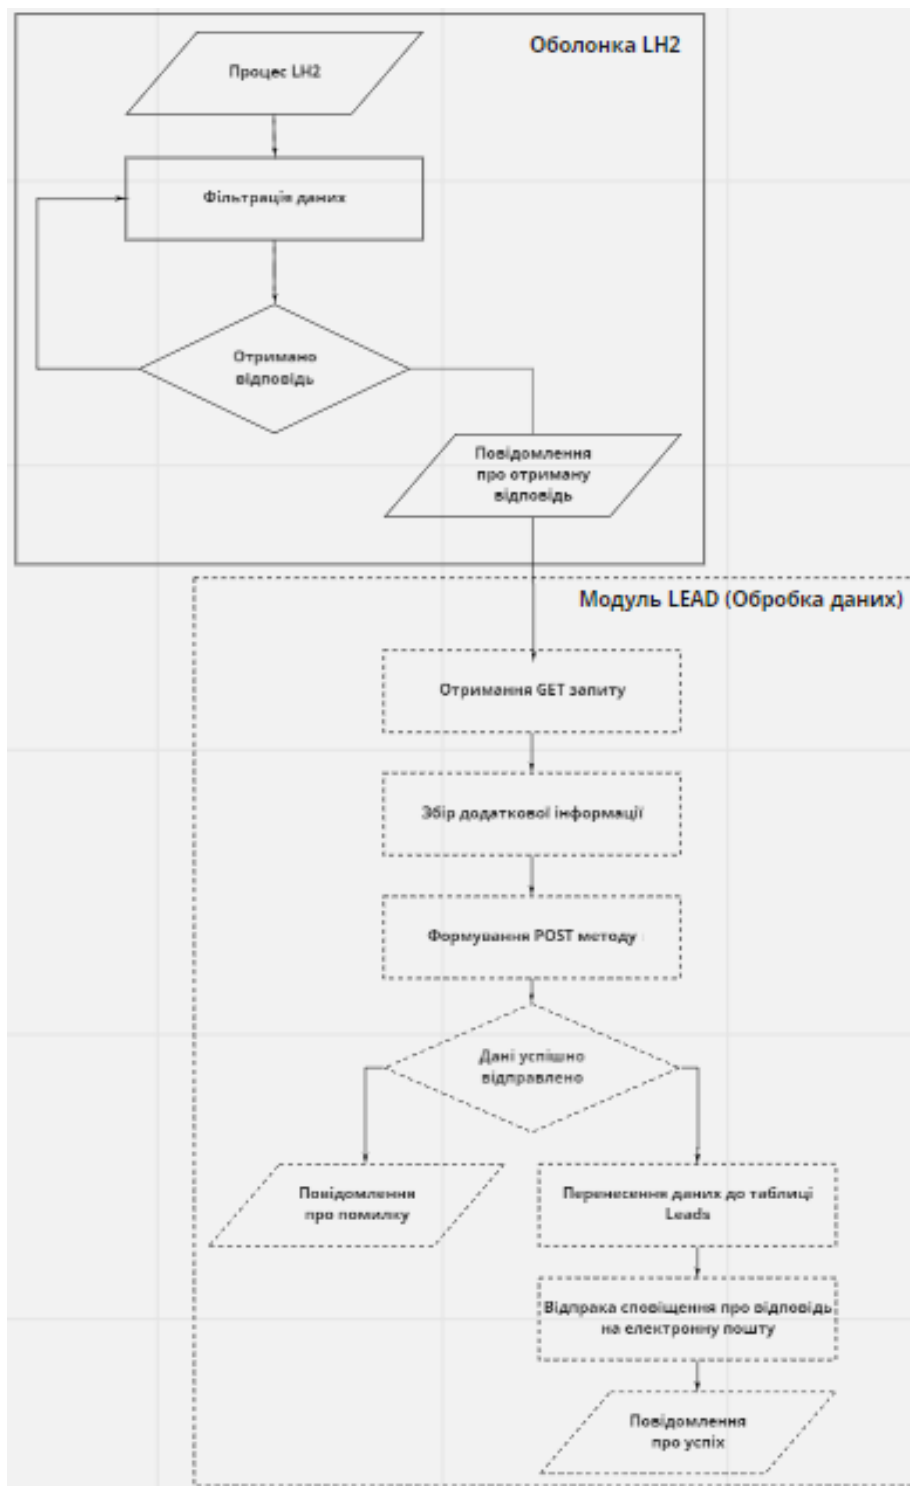 Оболонка LH2
Процес LH2
Фільтрація даних
Отримано
відповідь
Повідомлення
про отриману
відповідь
Модуль LEAD (Обробка даних)
Отримання GET запиту
Збір додаткової інформації
Формування POST методу
Дані успішно
відправлено
Повідомлення
про помилку
Перенесення даних до таблиці
Leads
Відпрака сповіщення про відповідь
на електронну пошту
Повідомлення
про успіх